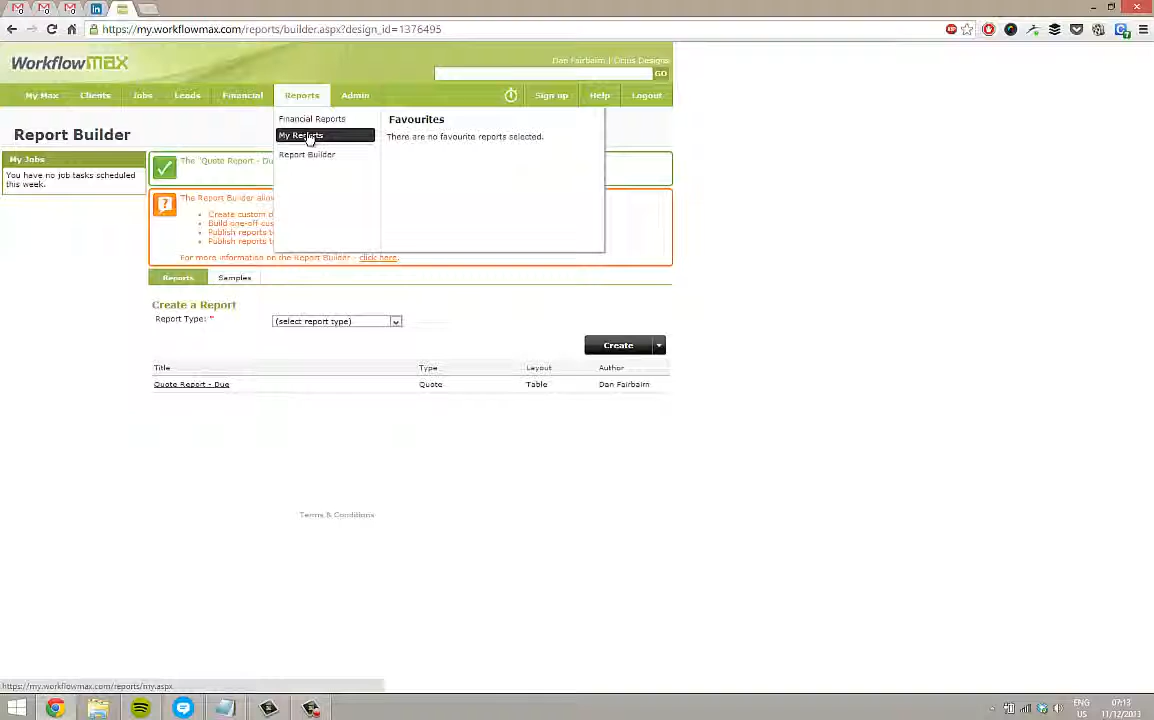 https://my.workflowmax.com/reports/builder.aspx?design_id=1376495
WorkflowMax
Dan Fairbairn | Orius Designs
GO
My Max Clients Jobs Leads Financial Reports Admin Sign up Help Logout
Financial Reports
My Reports
Report Builder
Favourites
There are no favourite reports selected.
Report Builder
My Jobs
You have no job tasks scheduled
this week.
The "Quote Report - Du
The Report Builder allow
Create custom
Build one-off
Publish reports t
Publish reports t
For more information on the Report Builder - click here.
Reports Samples
Create a Report
Report Type: *
(select report type)
Create
Title Type Layout Author
Quote Report - Due Quote Table Dan Fairbairn
Terms & Conditions
https://my.workflowmax.com/reports/my.aspx
ENG 07:13
US 11/12/2013